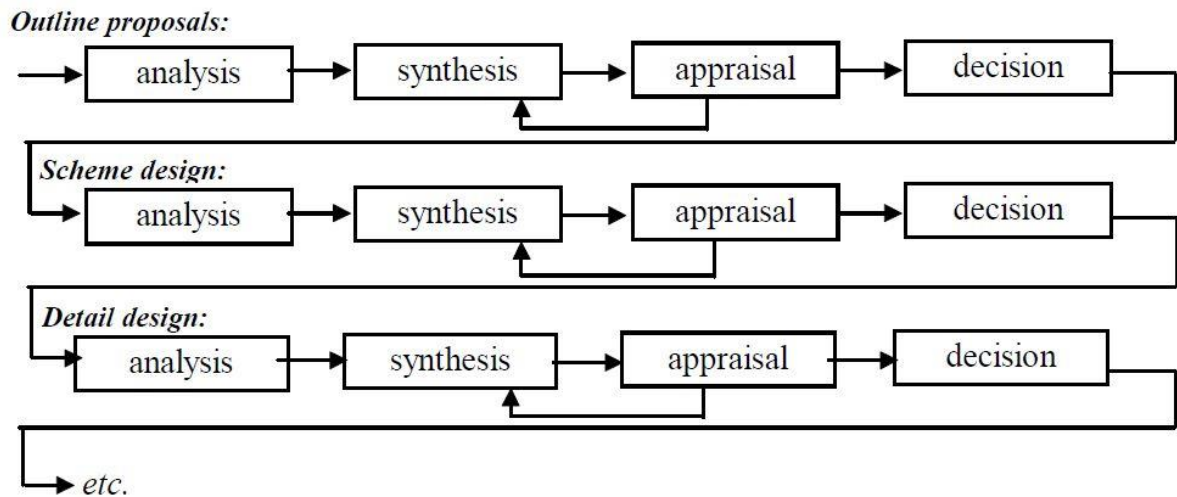 Outline proposals:
analysis synthesis appraisal decision
Scheme design:
analysis synthesis appraisal decision
Detail design:
analysis synthesis appraisal decision
etc.